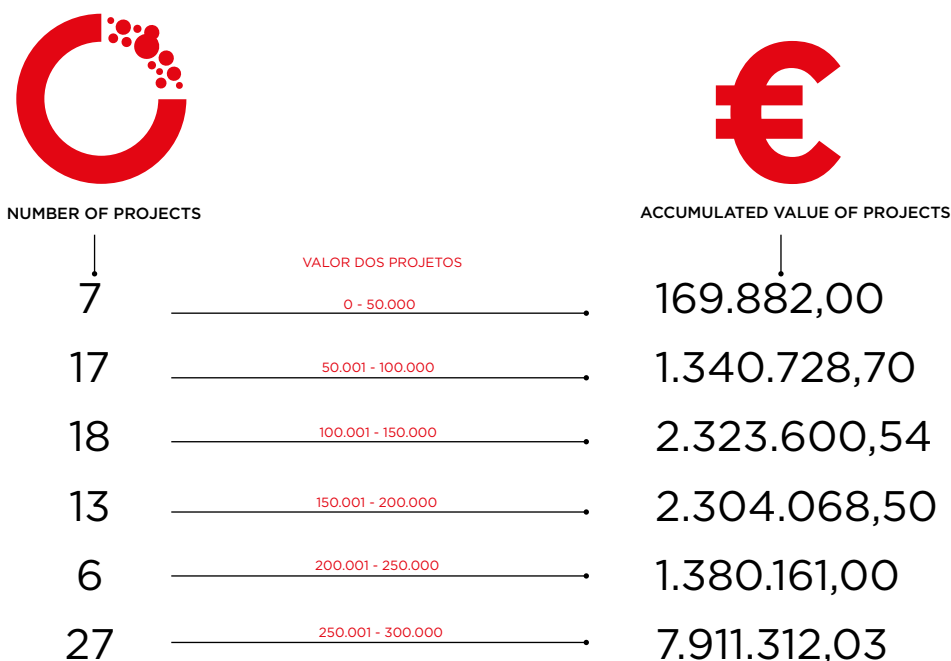 NUMBER OF PROJECTS
ACCUMULATED VALUE OF PROJECTS
VALOR DOS PROJETOS
7 0 - 50.000 169.882,00
17 50.001 - 100.000 1.340.728,70
18 100.001 - 150.000 2.323.600,54
13 150.001 - 200.000 2.304.068,50
6 200.001 - 250.000 1.380.161,00
27 250.001 - 300.000 7.911.312,03